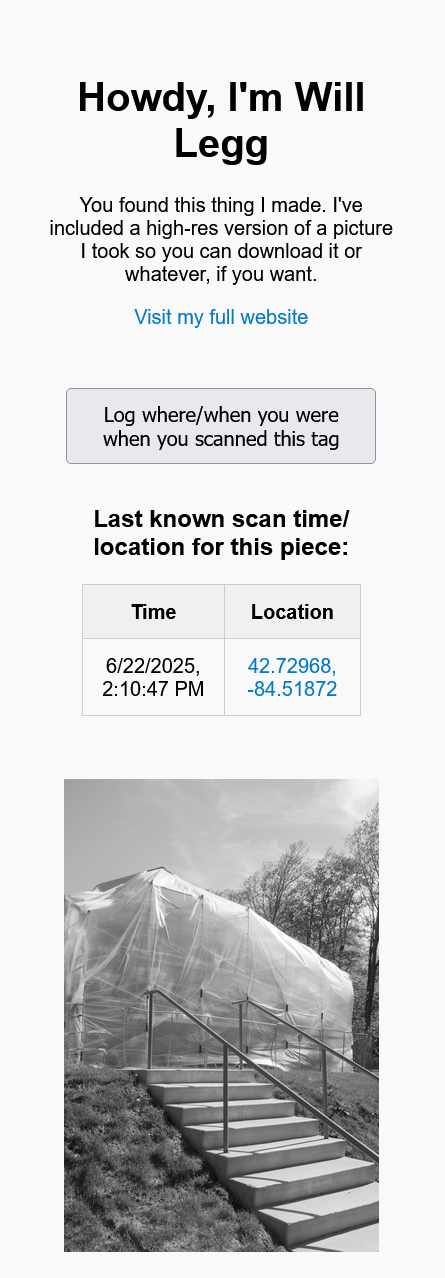 Howdy, I'm Will
Legg
You found this thing I made. I've
included a high-res version of a picture
I took so you can download it or
whatever, if you want.
Visit my full website
Log where/when you were
when you scanned this tag
Last known scan time/
location for this piece:
Time Location
6/22/2025, 42.72968,
2:10:47 PM -84.51872